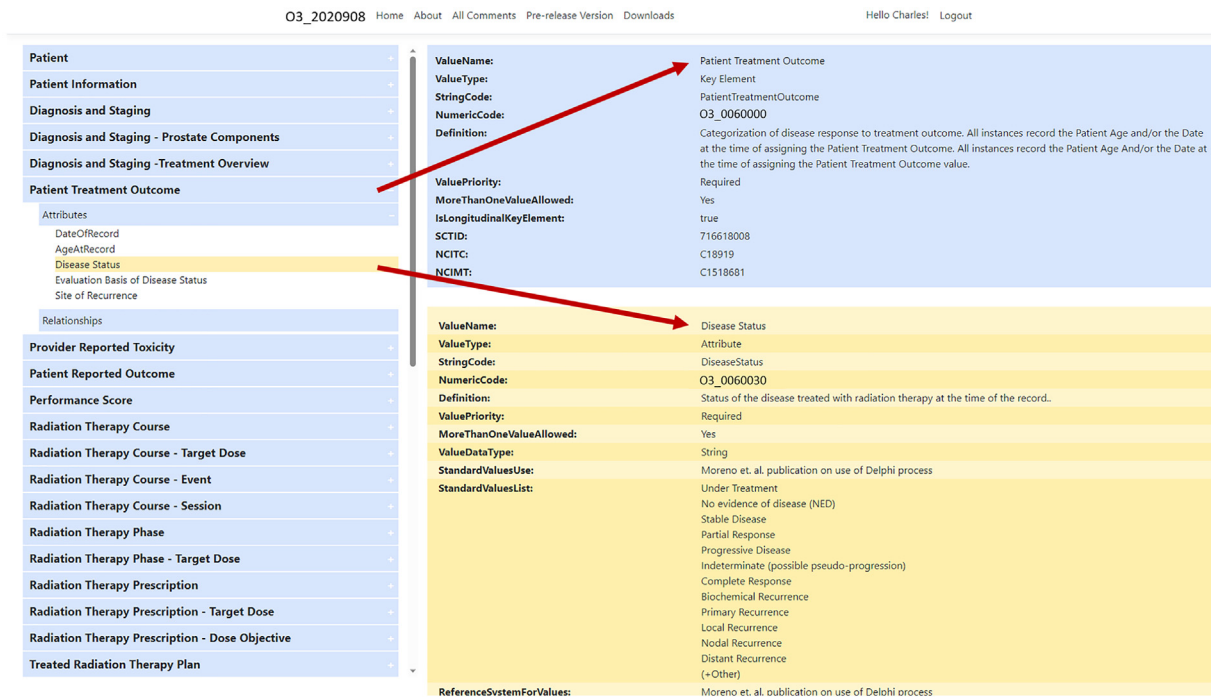 O3_2020908 Home About All Comments Pre-release Version Downloads Hello Charles! Logout
Patient +
Patient Information +
Diagnosis and Staging +
Diagnosis and Staging - Prostate Components +
Diagnosis and Staging -Treatment Overview +
Patient Treatment Outcome
Attributes −
DateOfRecord
AgeAtRecord
Disease Status
Evaluation Basis of Disease Status
Site of Recurrence
Relationships
Provider Reported Toxicity +
Patient Reported Outcome +
Performance Score +
Radiation Therapy Course +
Radiation Therapy Course - Target Dose +
Radiation Therapy Course - Event +
Radiation Therapy Course - Session +
Radiation Therapy Phase +
Radiation Therapy Phase - Target Dose +
Radiation Therapy Prescription +
Radiation Therapy Prescription - Target Dose +
Radiation Therapy Prescription - Dose Objective +
Treated Radiation Therapy Plan +
ValueName: Patient Treatment Outcome
ValueType: Key Element
StringCode: PatientTreatmentOutcome
NumericCode: O3_0060000
Definition: Categorization of disease response to treatment outcome. All instances record the Patient Age and/or the Date
at the time of assigning the Patient Treatment Outcome. All instances record the Patient Age And/or the Date at
the time of assigning the Patient Treatment Outcome value.
ValuePriority: Required
MoreThanOneValueAllowed: Yes
IsLongitudinalKeyElement: true
SCTID: 716618008
NCITC: C18919
NCIMT: C1518681
ValueName: Disease Status
ValueType: Attribute
StringCode: DiseaseStatus
NumericCode: O3_0060030
Definition: Status of the disease treated with radiation therapy at the time of the record..
ValuePriority: Required
MoreThanOneValueAllowed: Yes
ValueDataType: String
StandardValuesUse: Moreno et. al. publication on use of Delphi process
StandardValuesList: Under Treatment
No evidence of disease (NED)
Stable Disease
Partial Response
Progressive Disease
Indeterminate (possible pseudo-progression)
Complete Response
Biochemical Recurrence
Primary Recurrence
Local Recurrence
Nodal Recurrence
Distant Recurrence
(+Other)
ReferenceSystemForValues: Moreno et. al. publication on use of Delphi process